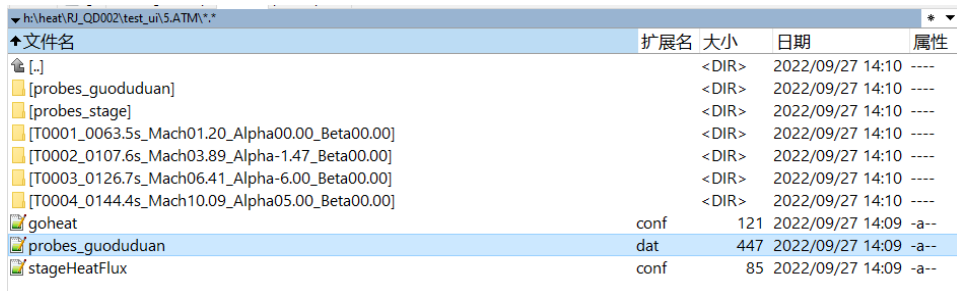 h:\heat\RJ_QD002\test_ui\5.ATM\*.* * ▼
文件名 扩展名 大小 日期 属性
[..] <DIR> 2022/09/27 14:10 ----
[probes_guoduduan] <DIR> 2022/09/27 14:10 ----
[probes_stage] <DIR> 2022/09/27 14:10 ----
[T0001_0063.5s_Mach01.20_Alpha00.00_Beta00.00] <DIR> 2022/09/27 14:10 ----
[T0002_0107.6s_Mach03.89_Alpha-1.47_Beta00.00] <DIR> 2022/09/27 14:10 ----
[T0003_0126.7s_Mach06.41_Alpha-6.00_Beta00.00] <DIR> 2022/09/27 14:10 ----
[T0004_0144.4s_Mach10.09_Alpha05.00_Beta00.00] <DIR> 2022/09/27 14:10 ----
goheat conf 121 2022/09/27 14:09 -a--
probes_guoduduan dat 447 2022/09/27 14:09 -a--
stageHeatFlux conf 85 2022/09/27 14:09 -a--